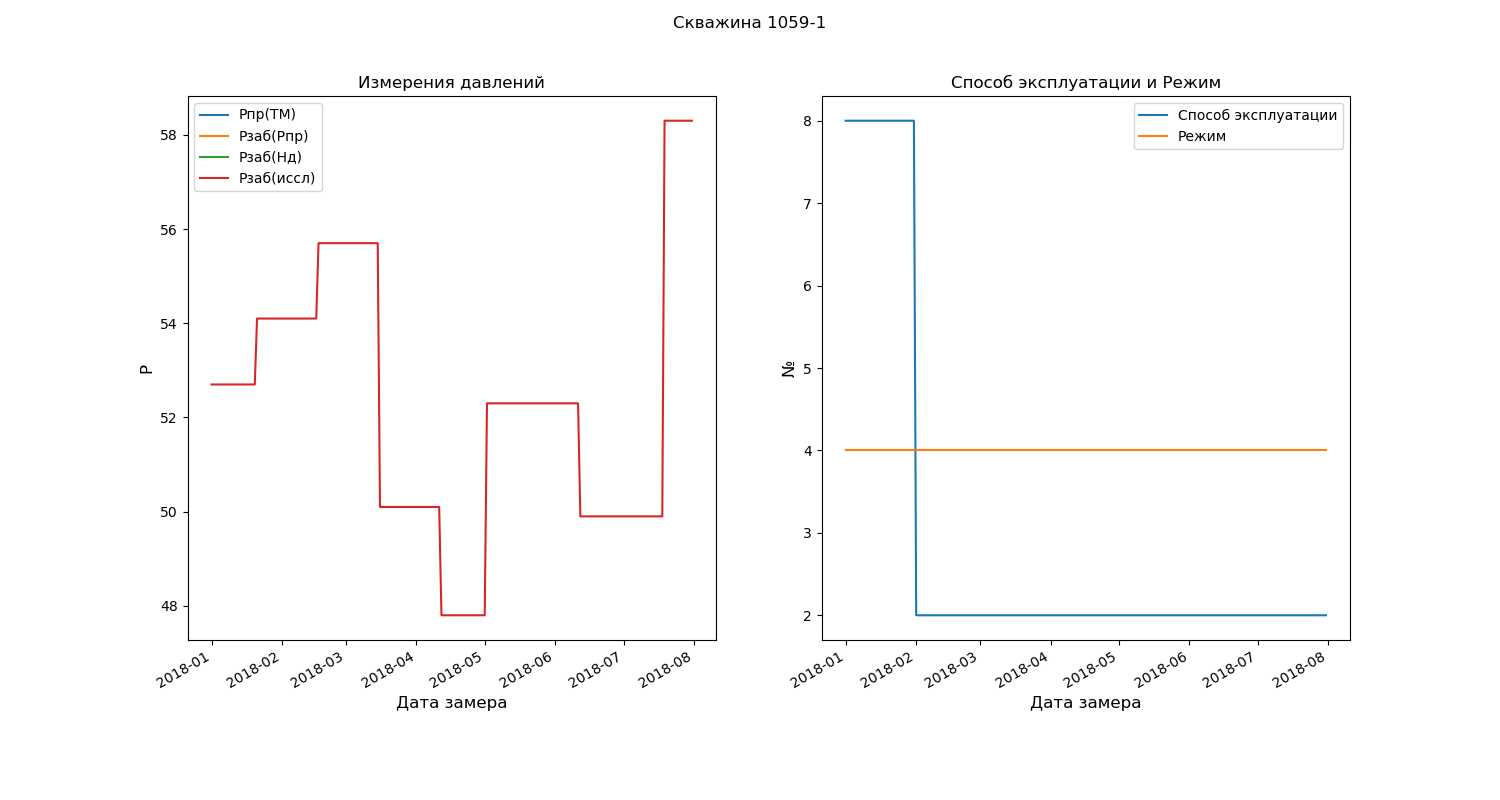 Скважина 1059-1
Измерения давлений
Рпр(ТМ)
Рзаб(Рпр)
Рзаб(Нд)
Рзаб(иссл)
58
56
54
52
50
48
Р
2018-01
2018-02
2018-03
2018-04
2018-05
2018-06
2018-07
2018-08
Дата замера
Способ эксплуатации и Режим
Способ эксплуатации
Режим
8
7
6
5
4
3
2
№
2018-01
2018-02
2018-03
2018-04
2018-05
2018-06
2018-07
2018-08
Дата замера